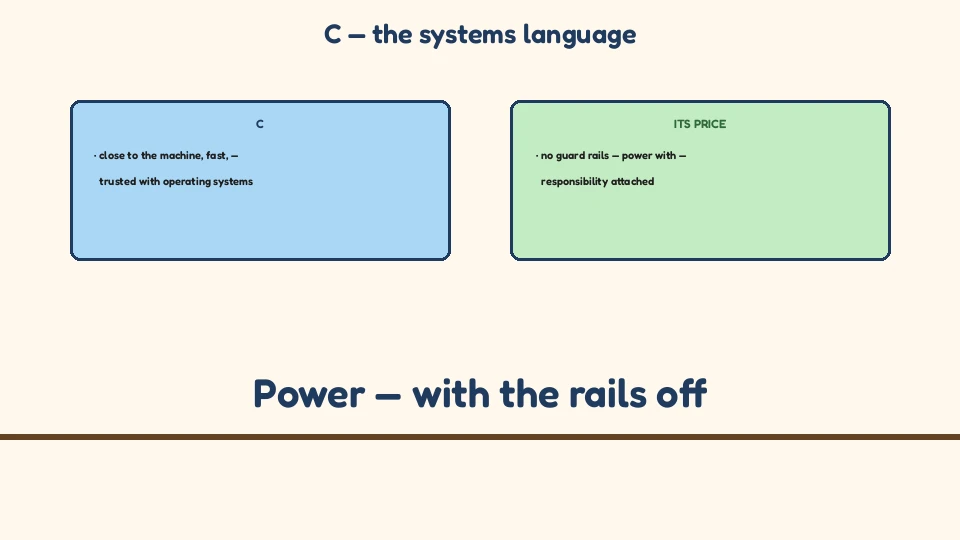 C — the systems language
C
· close to the machine, fast, —
trusted with operating systems
ITS PRICE
· no guard rails — power with —
responsibility attached
Power — with the rails off